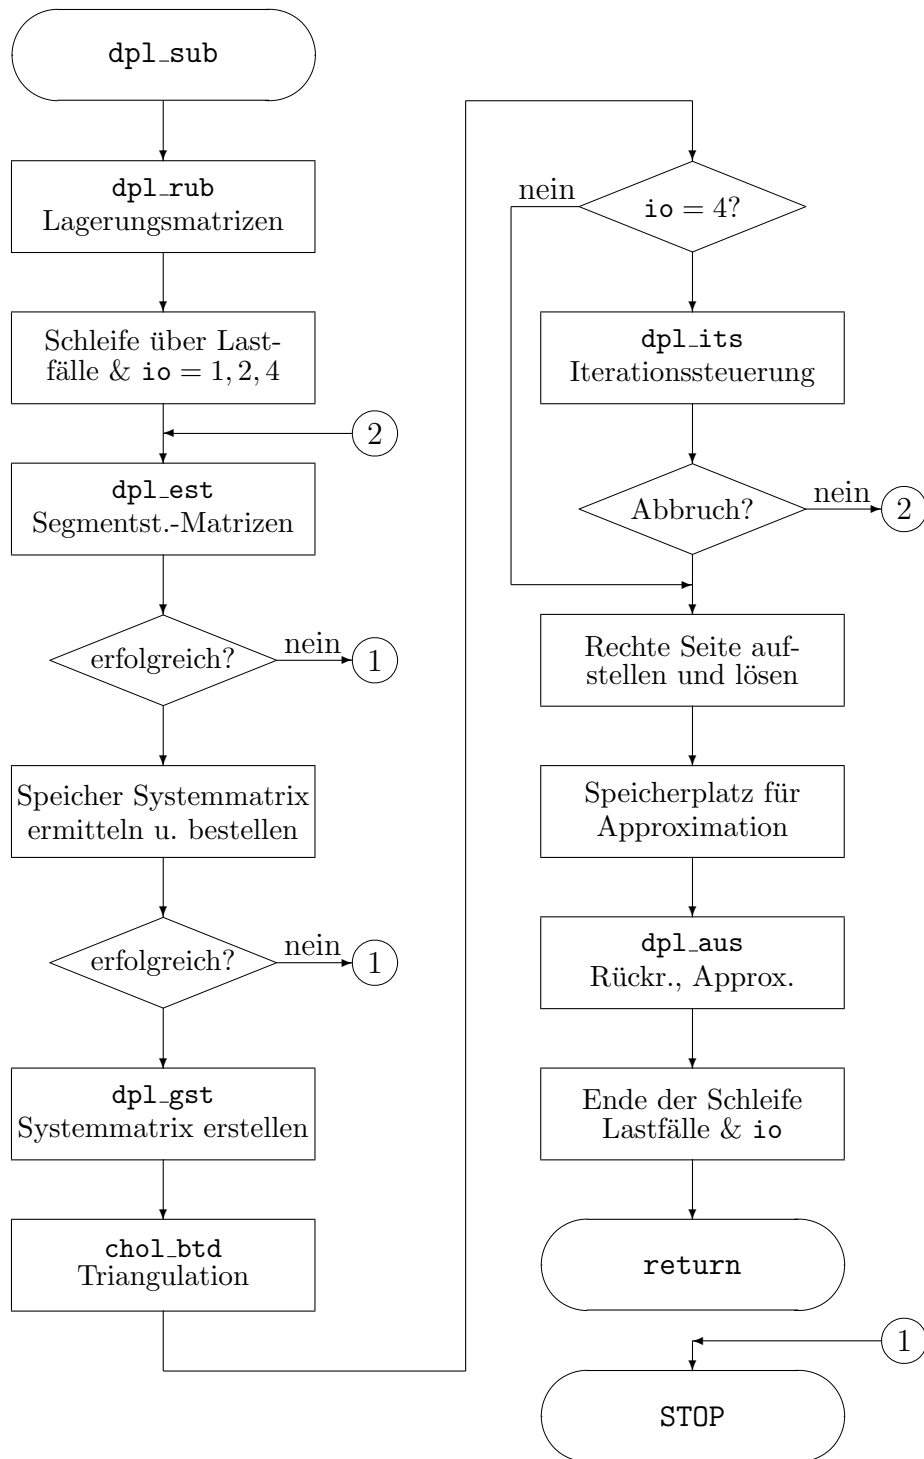 dpl_sub
dpl_rub
Lagerungsmatrizen
Schleife über Last-
fälle & io = 1, 2, 4
2
dpl_est
Segmentst.-Matrizen
erfolgreich?
nein
1
Speicher Systemmatrix
ermitteln u. bestellen
erfolgreich?
nein
1
dpl_gst
Systemmatrix erstellen
chol_btd
Triangulation
nein
io = 4?
dpl_its
Iterationssteuerung
Abbruch?
nein
2
Rechte Seite auf-
stellen und lösen
Speicherplatz für
Approximation
dpl_aus
Rückr., Approx.
Ende der Schleife
Lastfälle & io
return
1
STOP